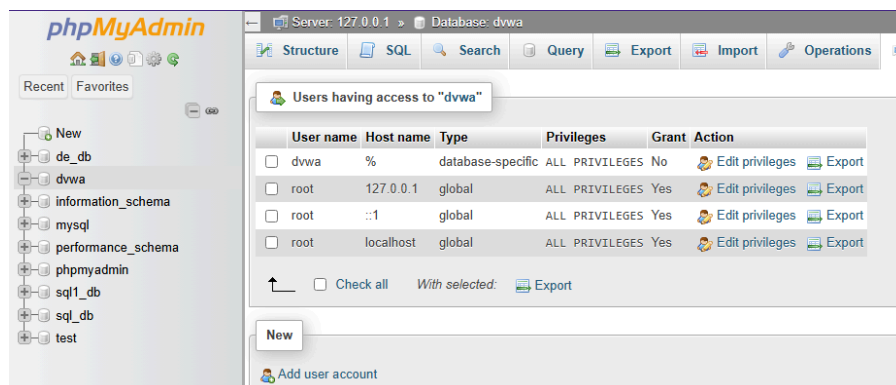 phpMyAdmin
Recent Favorites
New
de_db
dvwa
information_schema
mysql
performance_schema
phpmyadmin
sql1_db
sql_db
test
Server: 127.0.0.1 » Database: dvwa
Structure SQL Search Query Export Import Operations
Users having access to "dvwa"
User name Host name Type Privileges Grant Action
dvwa % database-specific ALL PRIVILEGES No Edit privileges Export
root 127.0.0.1 global ALL PRIVILEGES Yes Edit privileges Export
root ::1 global ALL PRIVILEGES Yes Edit privileges Export
root localhost global ALL PRIVILEGES Yes Edit privileges Export
Check all With selected: Export
New
Add user account